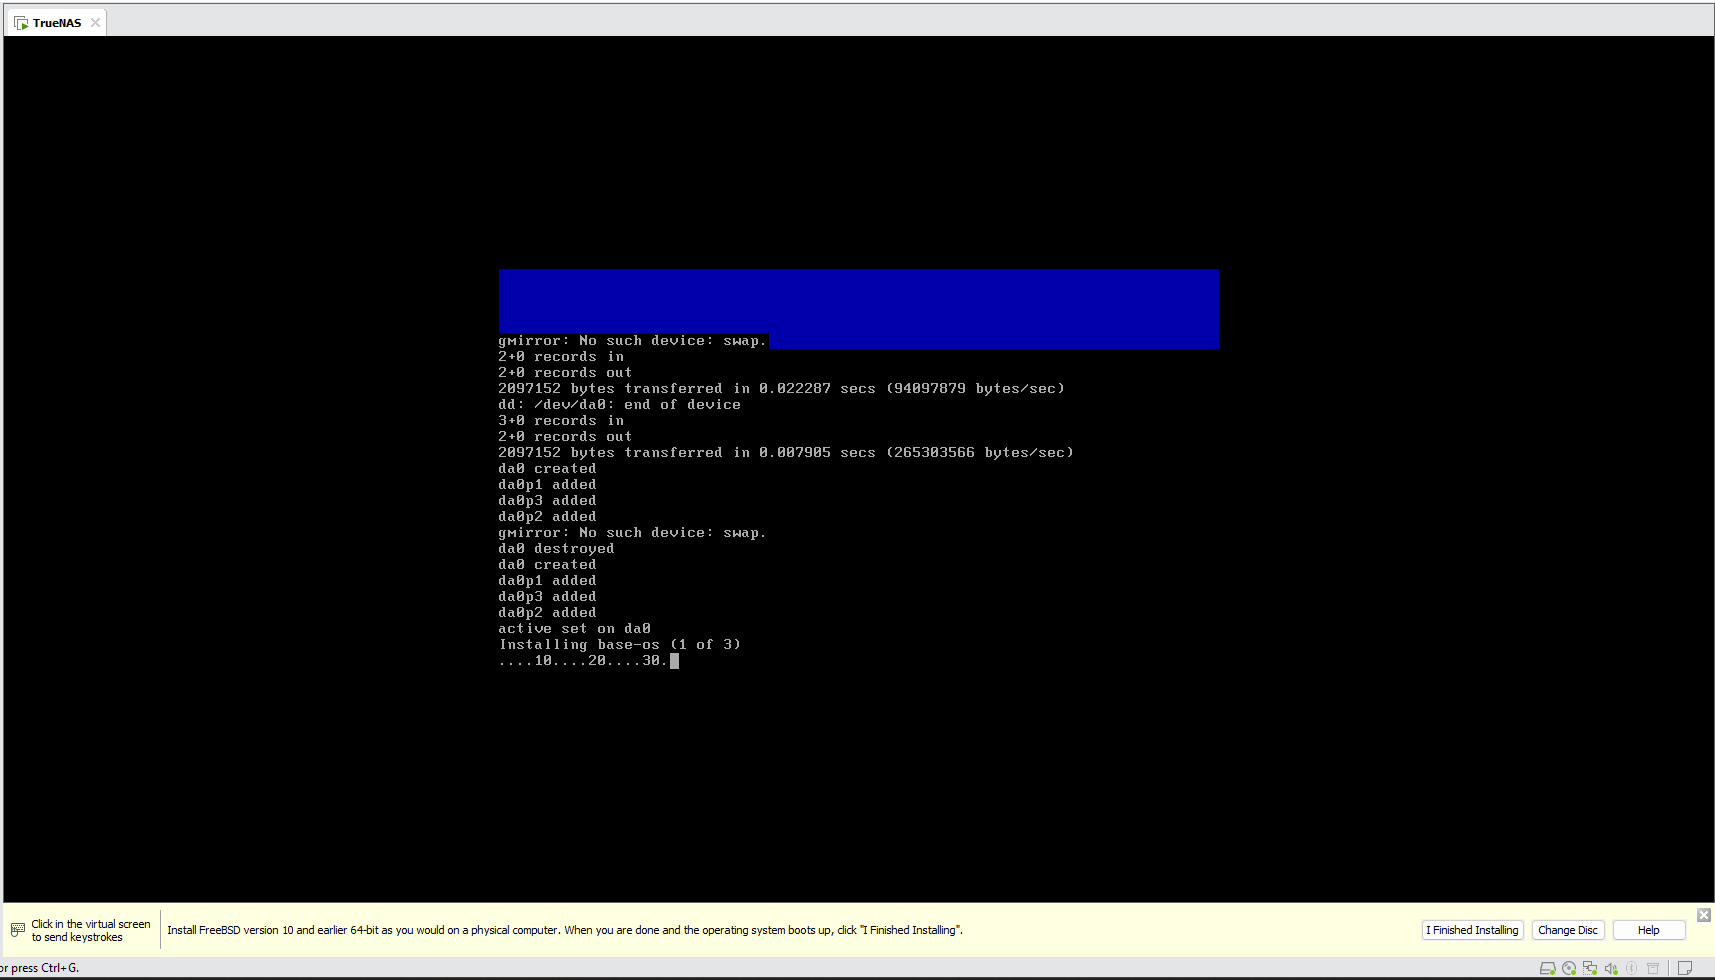 TrueNAS
gmirror: No such device: swap.
2+0 records in
2+0 records out
2097152 bytes transferred in 0.022287 secs (94097879 bytes/sec)
dd: /dev/da0: end of device
3+0 records in
2+0 records out
2097152 bytes transferred in 0.007905 secs (265303566 bytes/sec)
da0 created
da0p1 added
da0p3 added
da0p2 added
gmirror: No such device: swap.
da0 destroyed
da0 created
da0p1 added
da0p3 added
da0p2 added
active set on da0
Installing base-os (1 of 3)
....10....20....30.
Click in the virtual screen
to send keystrokes
Install FreeBSD version 10 and earlier 64-bit as you would on a physical computer. When you are done and the operating system boots up, click "I Finished Installing".
I Finished Installing
Change Disc
Help
or press Ctrl+G.